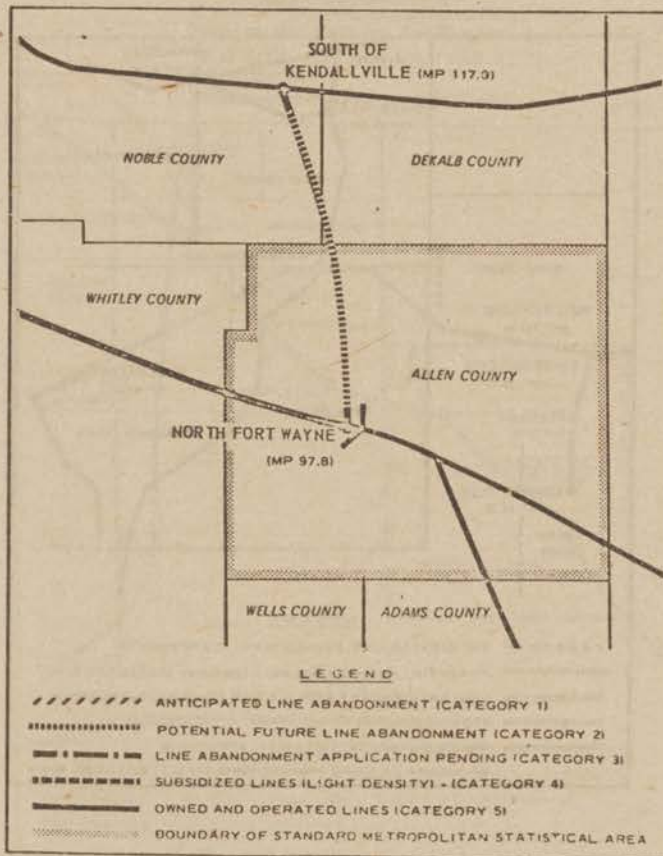 SOUTH OF
KENDALLVILLE (MP 117.0)
NOBLE COUNTY
DEKALB COUNTY
WHITLEY COUNTY
ALLEN COUNTY
NORTH FORT WAYNE
(MP 97.8)
WELLS COUNTY
ADAMS COUNTY
LEGEND
ANTICIPATED LINE ABANDONMENT (CATEGORY 1)
POTENTIAL FUTURE LINE ABANDONMENT (CATEGORY 2)
LINE ABANDONMENT APPLICATION PENDING (CATEGORY 3)
SUBSIDIZED LINES (LIGHT DENSITY) - (CATEGORY 4)
OWNED AND OPERATED LINES (CATEGORY 5)
BOUNDARY OF STANDARD METROPOLITAN STATISTICAL AREA